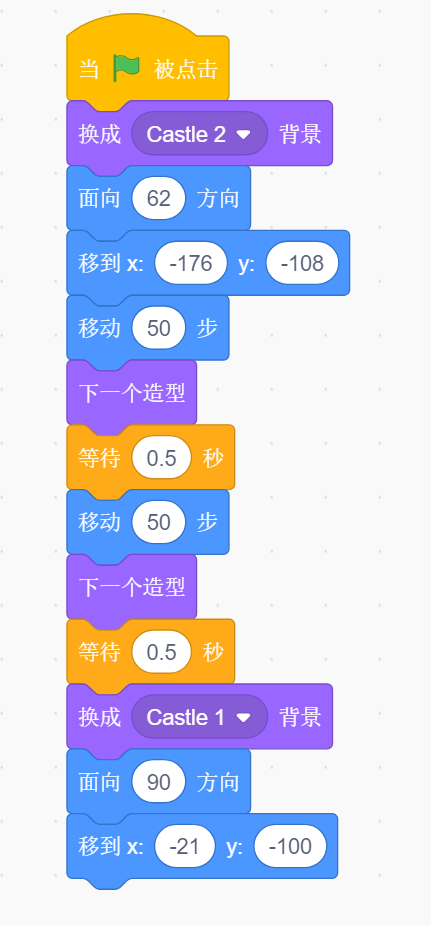 当 被点击
换成 Castle 2 背景
面向 62 方向
移到 x: -176 y: -108
移动 50 步
下一个造型
等待 0.5 秒
移动 50 步
下一个造型
等待 0.5 秒
换成 Castle 1 背景
面向 90 方向
移到 x: -21 y: -100